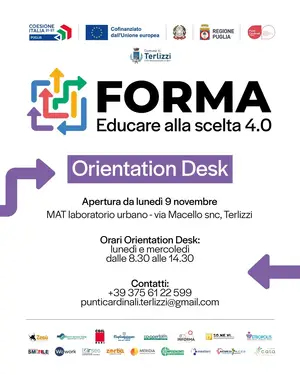 COESIONE
ITALIA 21-27
PUGLIA
Cofinanziato
dall'Unione europea
REGIONE
PUGLIA
Comune di
Terlizzi
FORMA
Educare alla scelta 4.0
Orientation Desk
Apertura da lunedì 9 novembre
MAT laboratorio urbano - via Macello snc, Terlizzi
Orari Orientation Desk:
lunedì e mercoledì
dalle 8.30 alle 14.30
Contatti:
+39 375 61 22 599
punticardinali.terlizzi@gmail.com